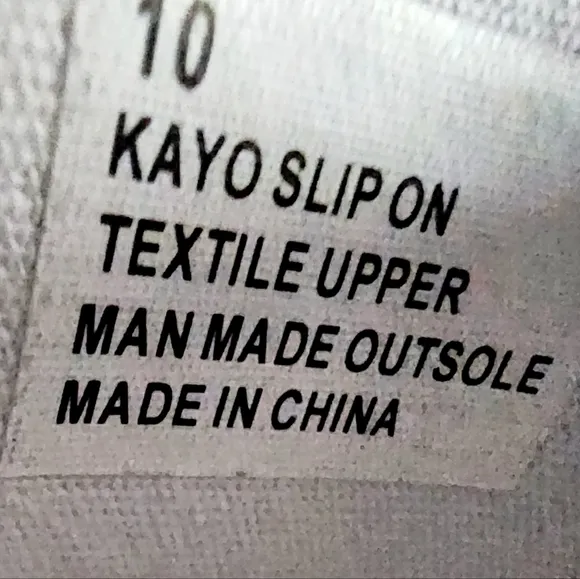 10
KAYO SLIP ON
TEXTILE UPPER
MAN MADE OUTSOLE
MADE IN CHINA